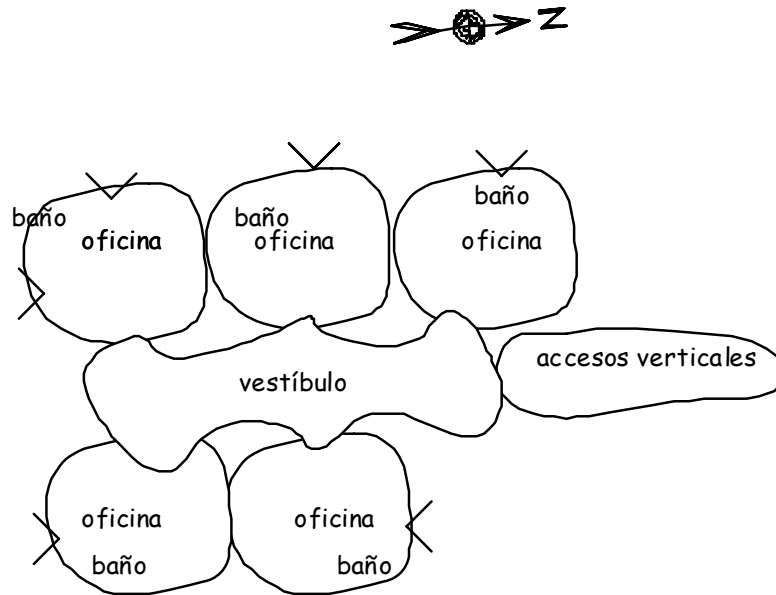 N
baño
oficina
baño
oficina
baño
oficina
vestíbulo
accesos verticales
oficina
baño
oficina
baño